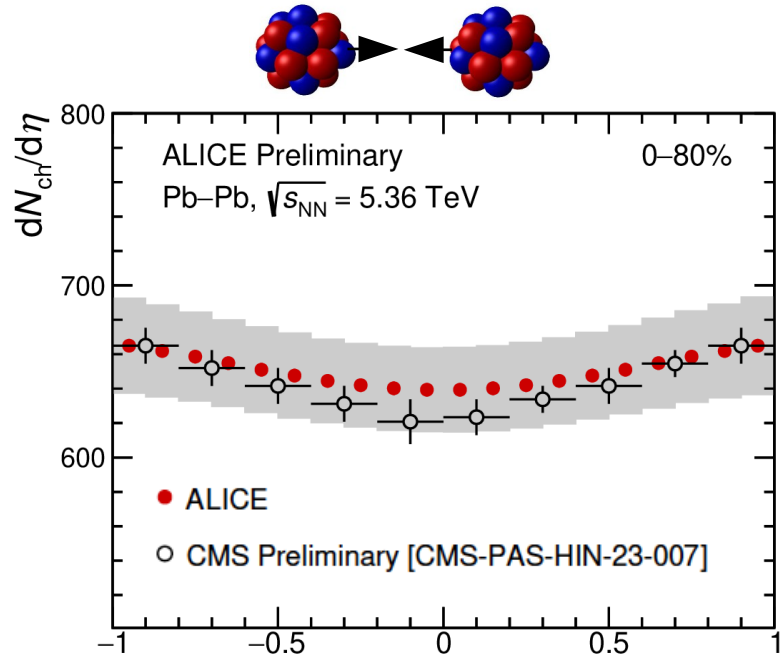 800
dNch/dη
ALICE Preliminary
0–80%
Pb–Pb, √sNN = 5.36 TeV
700
600
ALICE
CMS Preliminary [CMS-PAS-HIN-23-007]
−1
−0.5
0
0.5
1